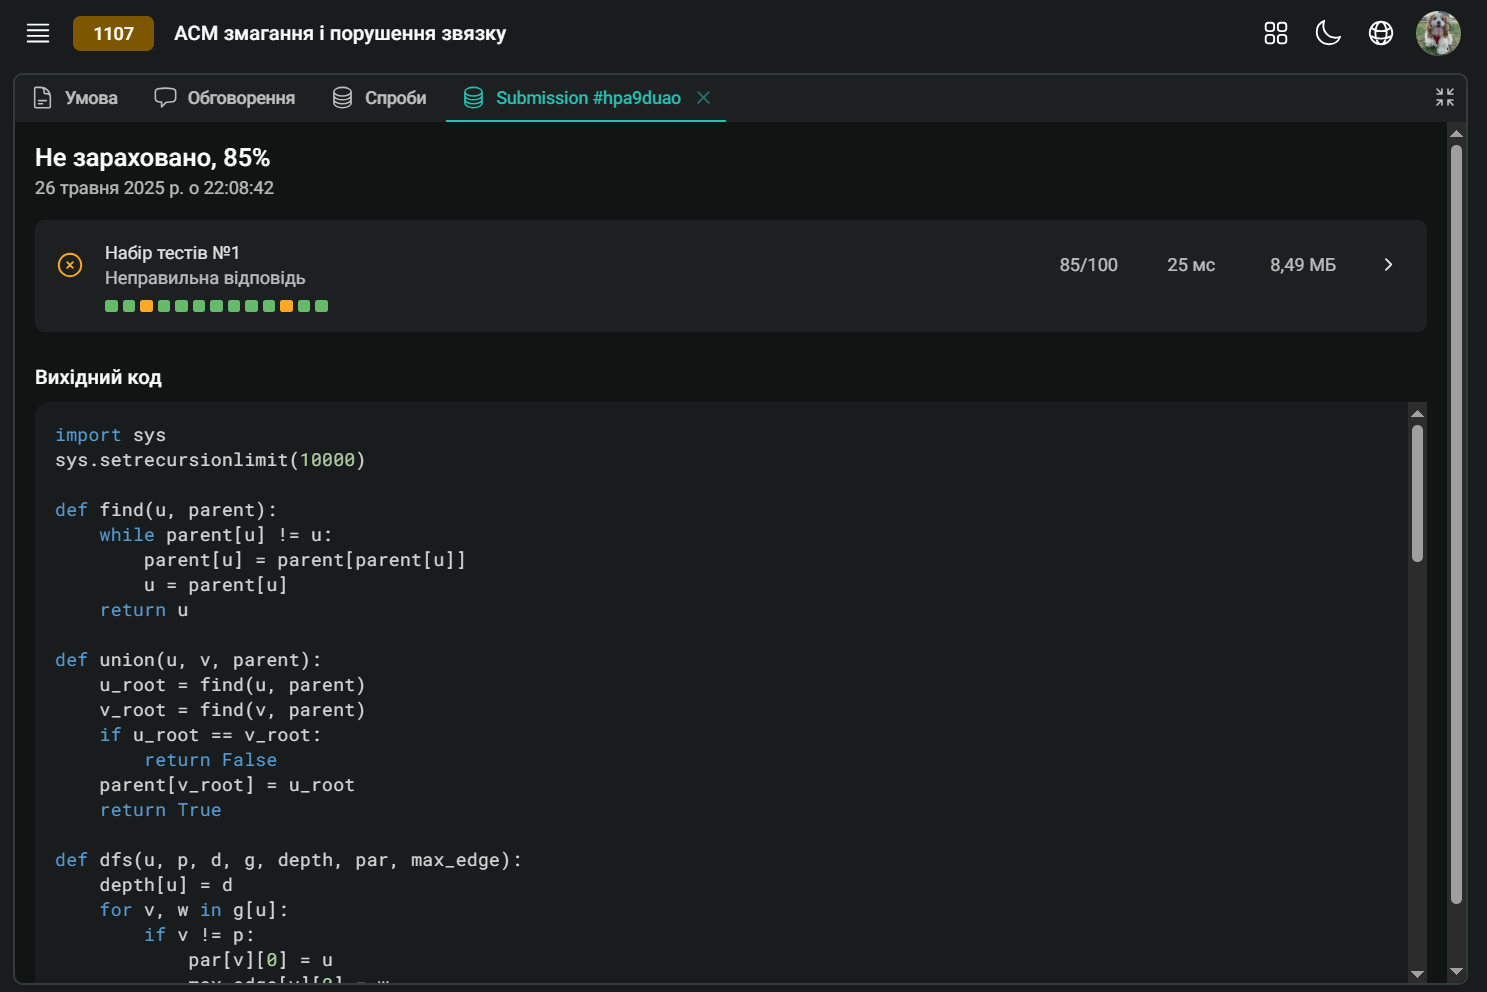 1107
ACM змагання і порушення звязку
Умова
Обговорення
Спроби
Submission #hpa9duao
Не зараховано, 85%
26 травня 2025 р. о 22:08:42
Набір тестів №1
Неправильна відповідь
85/100
25 мс
8,49 МБ
Вихідний код
import sys
sys.setrecursionlimit(10000)
def find(u, parent):
    while parent[u] != u:
        parent[u] = parent[parent[u]]
        u = parent[u]
    return u
def union(u, v, parent):
    u_root = find(u, parent)
    v_root = find(v, parent)
    if u_root == v_root:
        return False
    parent[v_root] = u_root
    return True
def dfs(u, p, d, g, depth, par, max_edge):
    depth[u] = d
    for v, w in g[u]:
        if v != p:
            par[v][0] = u
            max_edge[v][0] = w